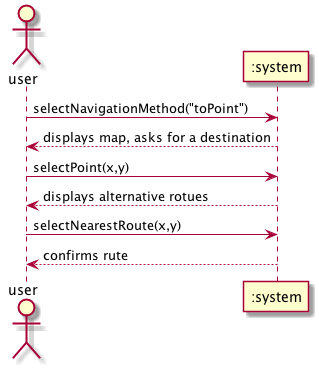 user
:system
selectNavigationMethod("toPoint")
displays map, asks for a destination
selectPoint(x,y)
displays alternative rotues
selectNearestRoute(x,y)
confirms rute
user
:system